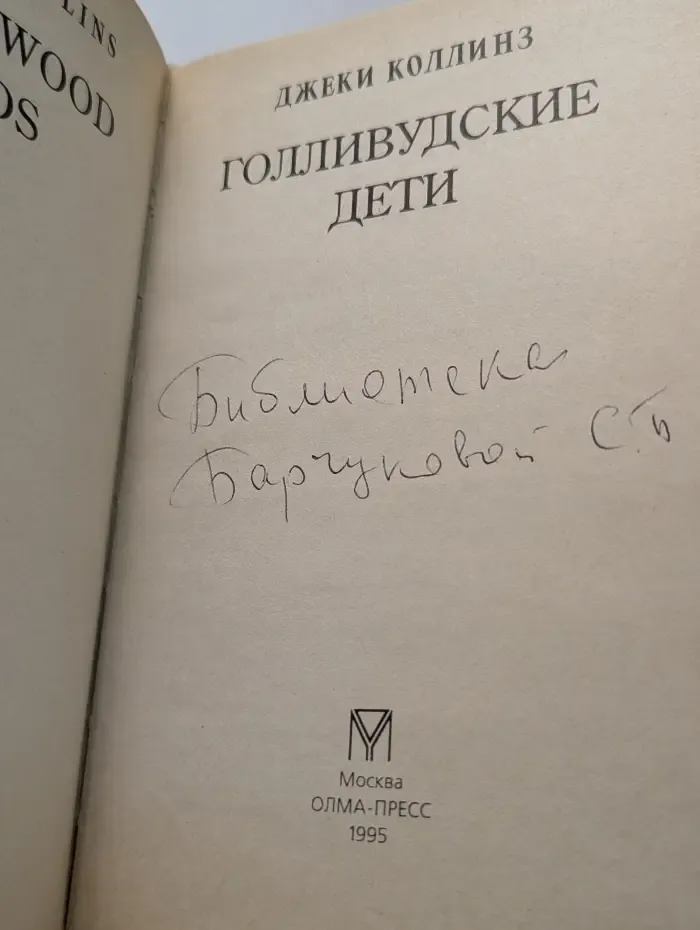 LINS
WOOD
DS
ДЖЕКИ КОЛЛИНЗ
ГОЛЛИВУДСКИЕ
ДЕТИ
Библиотека
Барчуковой С.Б
Москва
ОЛМА-ПРЕСС
1995